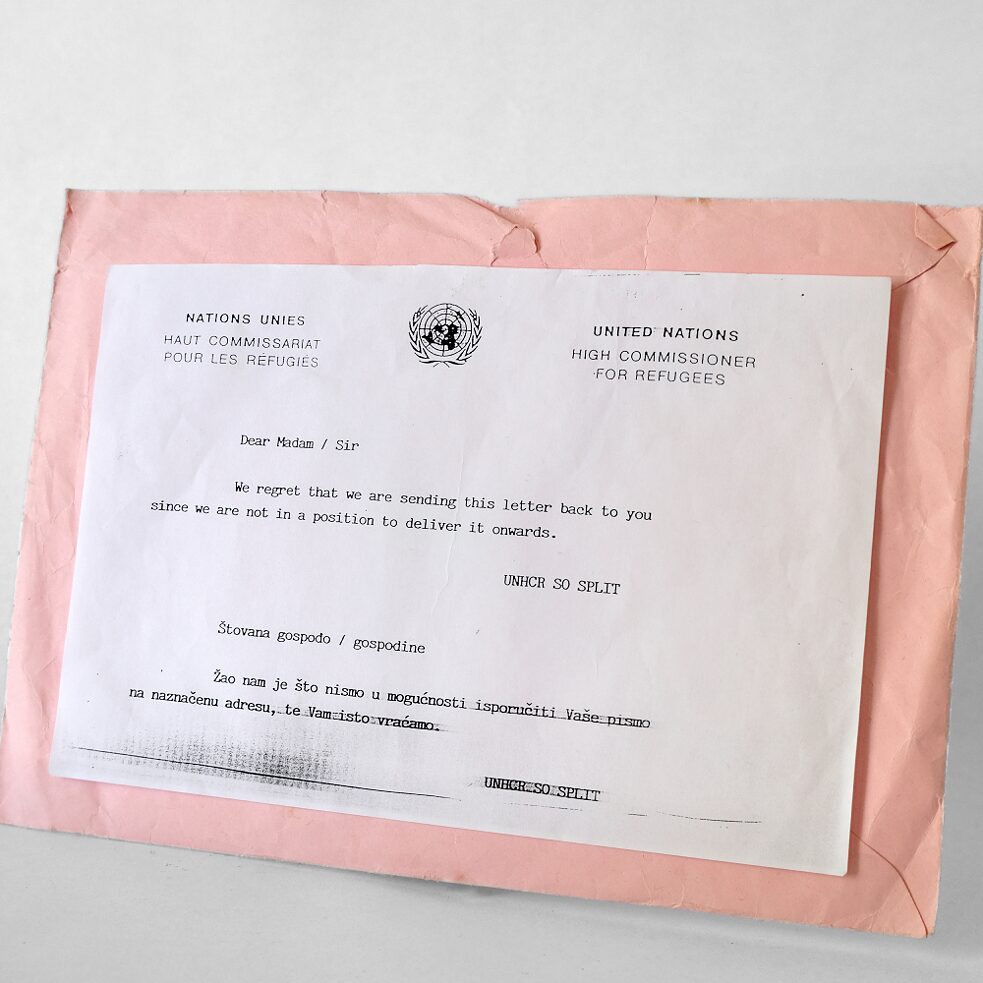 NATIONS UNIES
HAUT COMMISSARIAT
POUR LES RÉFUGIÉS
UNITED NATIONS
HIGH COMMISSIONER
FOR REFUGEES
Dear Madam / Sir
We regret that we are sending this letter back to you
since we are not in a position to deliver it onwards.
UNHCR SO SPLIT
Štovana gospođo / gospodine
Žao nam je što nismo u mogućnosti isporučiti Vaše pismo
na naznačenu adresu, te Vam isto vraćamo.
UNHCR SO SPLIT